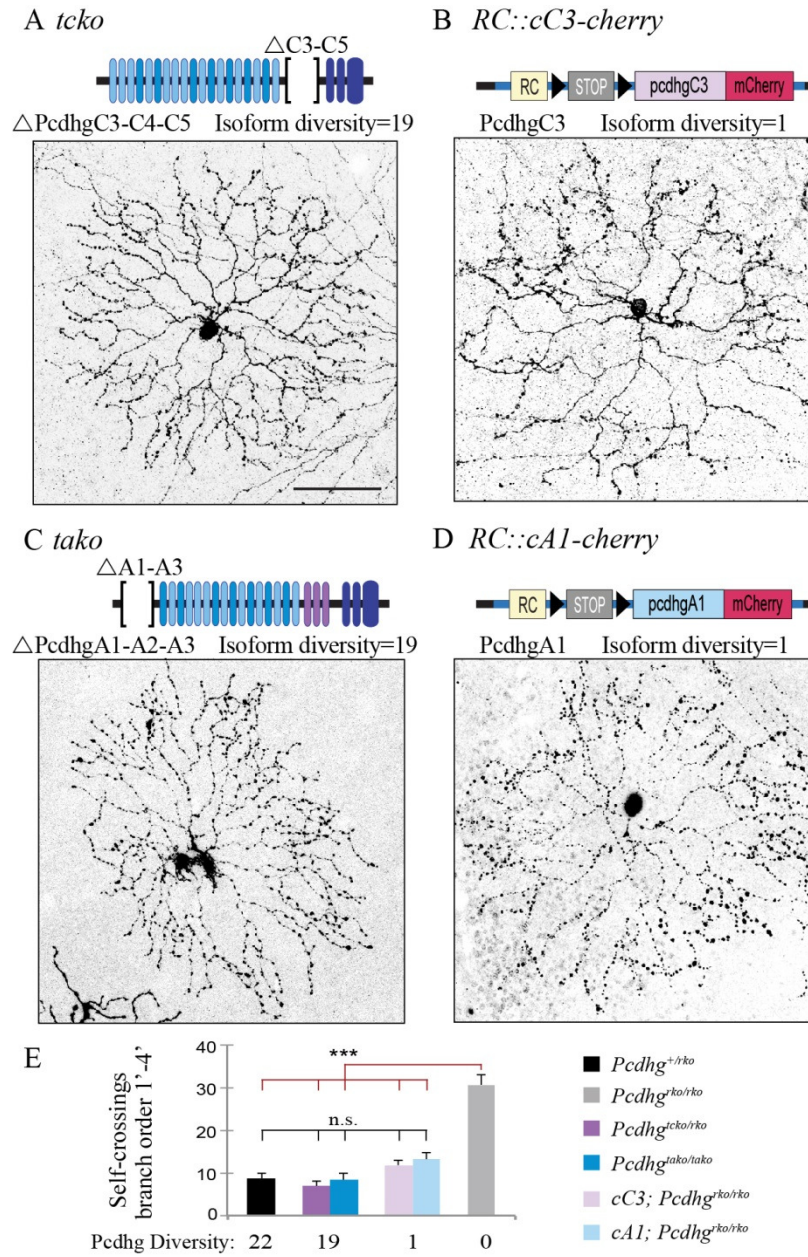 A tcko
△C3-C5
△PcdhgC3-C4-C5 Isoform diversity=19
B RC::cC3-cherry
RC STOP pcdhgC3 mCherry
PcdhgC3 Isoform diversity=1
C tako
△A1-A3
△PcdhgA1-A2-A3 Isoform diversity=19
D RC::cA1-cherry
RC STOP pcdhgA1 mCherry
PcdhgA1 Isoform diversity=1
E
Self-crossings
branch order 1'-4'
40
30
20
10
0
***
n.s.
Pcdhg Diversity: 22 19 1 0
Pcdhg+/rko
Pcdhgrko/rko
Pcdhgtcko/rko
Pcdhgtako/tako
cC3; Pcdhgrko/rko
cA1; Pcdhgrko/rko